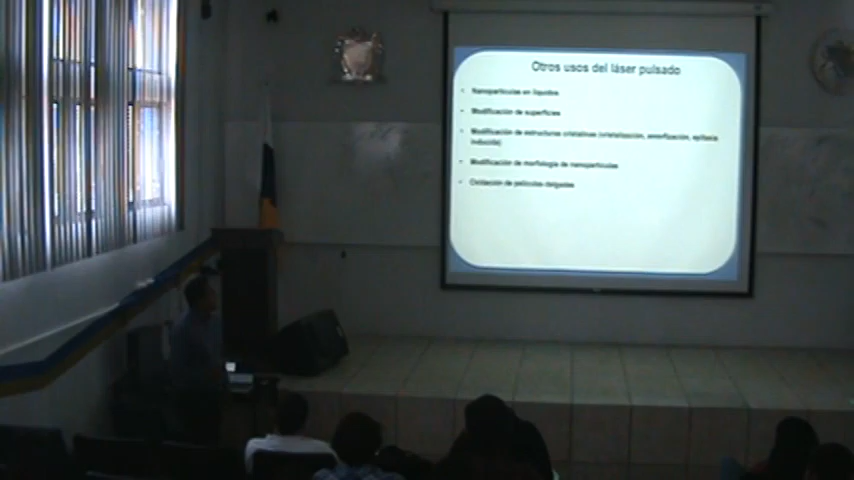 Otros usos del láser pulsado
• Nanopartículas en líquidos
• Modificación de superficies
• Modificación de estructuras cristalinas (cristalización, amorfización, epitaxia
inducida)
• Modificación de morfología de nanopartículas
• Oxidación de películas delgadas